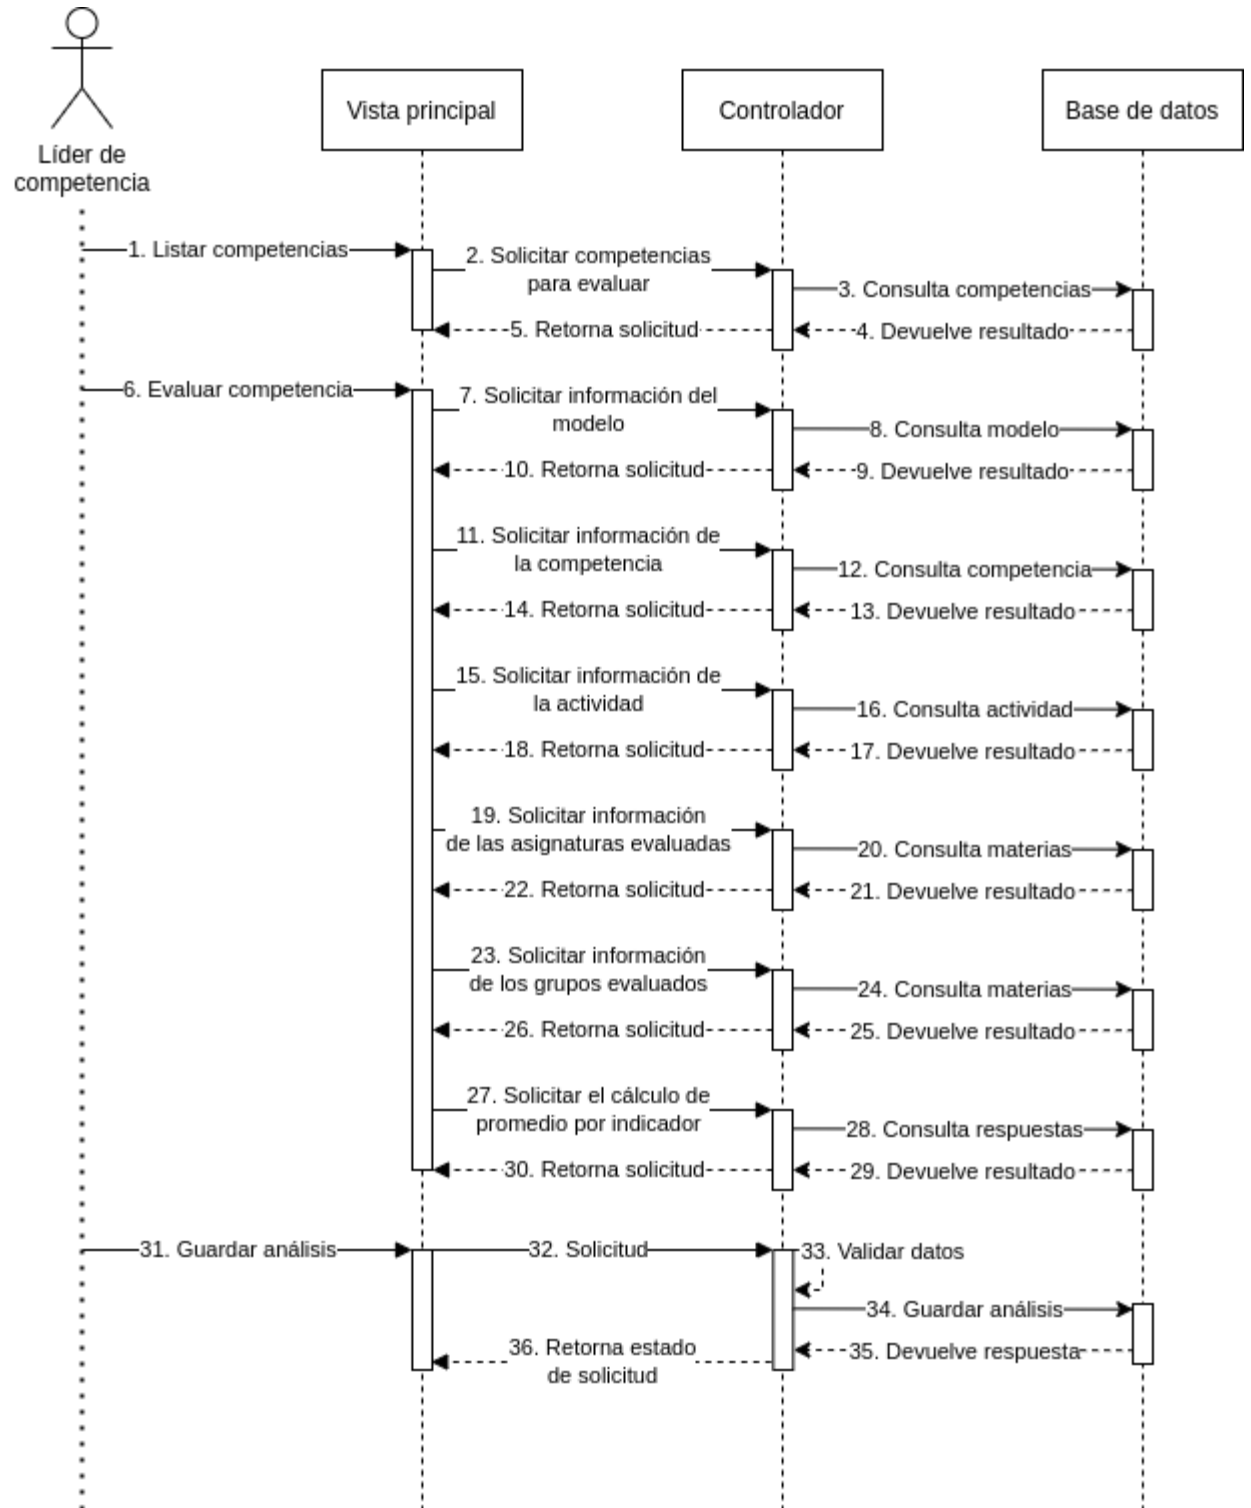 Líder de
competencia
Vista principal
Controlador
Base de datos
1. Listar competencias
2. Solicitar competencias
para evaluar
3. Consulta competencias
4. Devuelve resultado
5. Retorna solicitud
6. Evaluar competencia
7. Solicitar información del
modelo
8. Consulta modelo
9. Devuelve resultado
10. Retorna solicitud
11. Solicitar información de
la competencia
12. Consulta competencia
13. Devuelve resultado
14. Retorna solicitud
15. Solicitar información de
la actividad
16. Consulta actividad
17. Devuelve resultado
18. Retorna solicitud
19. Solicitar información
de las asignaturas evaluadas
20. Consulta materias
21. Devuelve resultado
22. Retorna solicitud
23. Solicitar información
de los grupos evaluados
24. Consulta materias
25. Devuelve resultado
26. Retorna solicitud
27. Solicitar el cálculo de
promedio por indicador
28. Consulta respuestas
29. Devuelve resultado
30. Retorna solicitud
31. Guardar análisis
32. Solicitud
33. Validar datos
34. Guardar análisis
35. Devuelve respuesta
36. Retorna estado
de solicitud